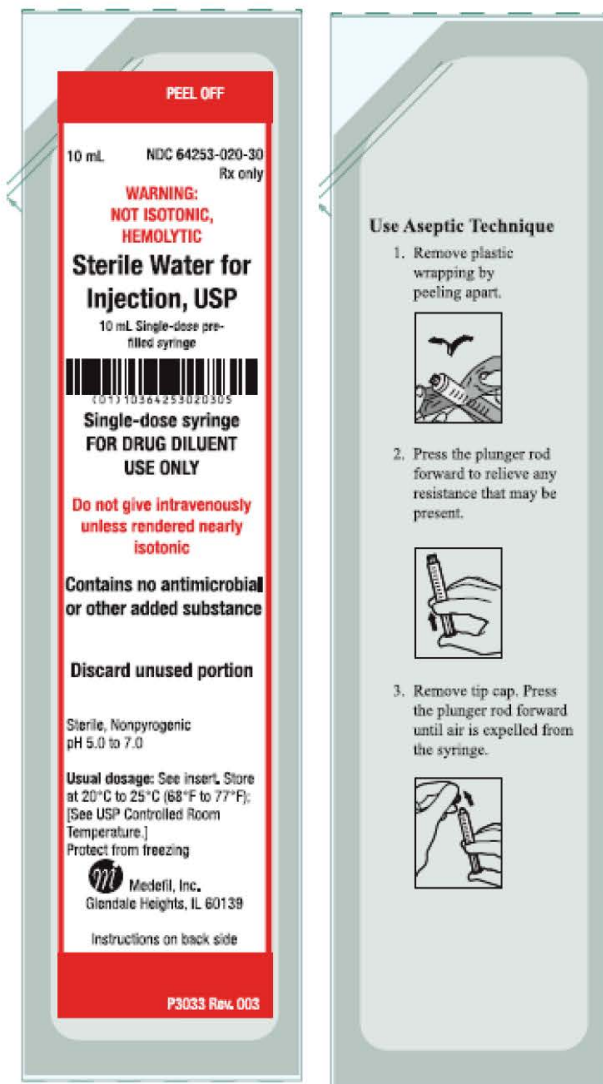 PEEL OFF
10 mL NDC 64253-020-30
Rx only
WARNING:
NOT ISOTONIC,
HEMOLYTIC
Sterile Water for
Injection, USP
10 mL Single-dose pre-
filled syringe
(01)10364253020305
Single-dose syringe
FOR DRUG DILUENT
USE ONLY
Do not give intravenously
unless rendered nearly
isotonic
Contains no antimicrobial
or other added substance
Discard unused portion
Sterile, Nonpyrogenic
pH 5.0 to 7.0
Usual dosage: See insert. Store
at 20°C to 25°C (68°F to 77°F);
[See USP Controlled Room
Temperature.]
Protect from freezing
mi Medefil, Inc.
Glendale Heights, IL 60139
Instructions on back side
P3033 Rev. 003
Use Aseptic Technique
1. Remove plastic
wrapping by
peeling apart.
2. Press the plunger rod
forward to relieve any
resistance that may be
present.
3. Remove tip cap. Press
the plunger rod forward
until air is expelled from
the syringe.